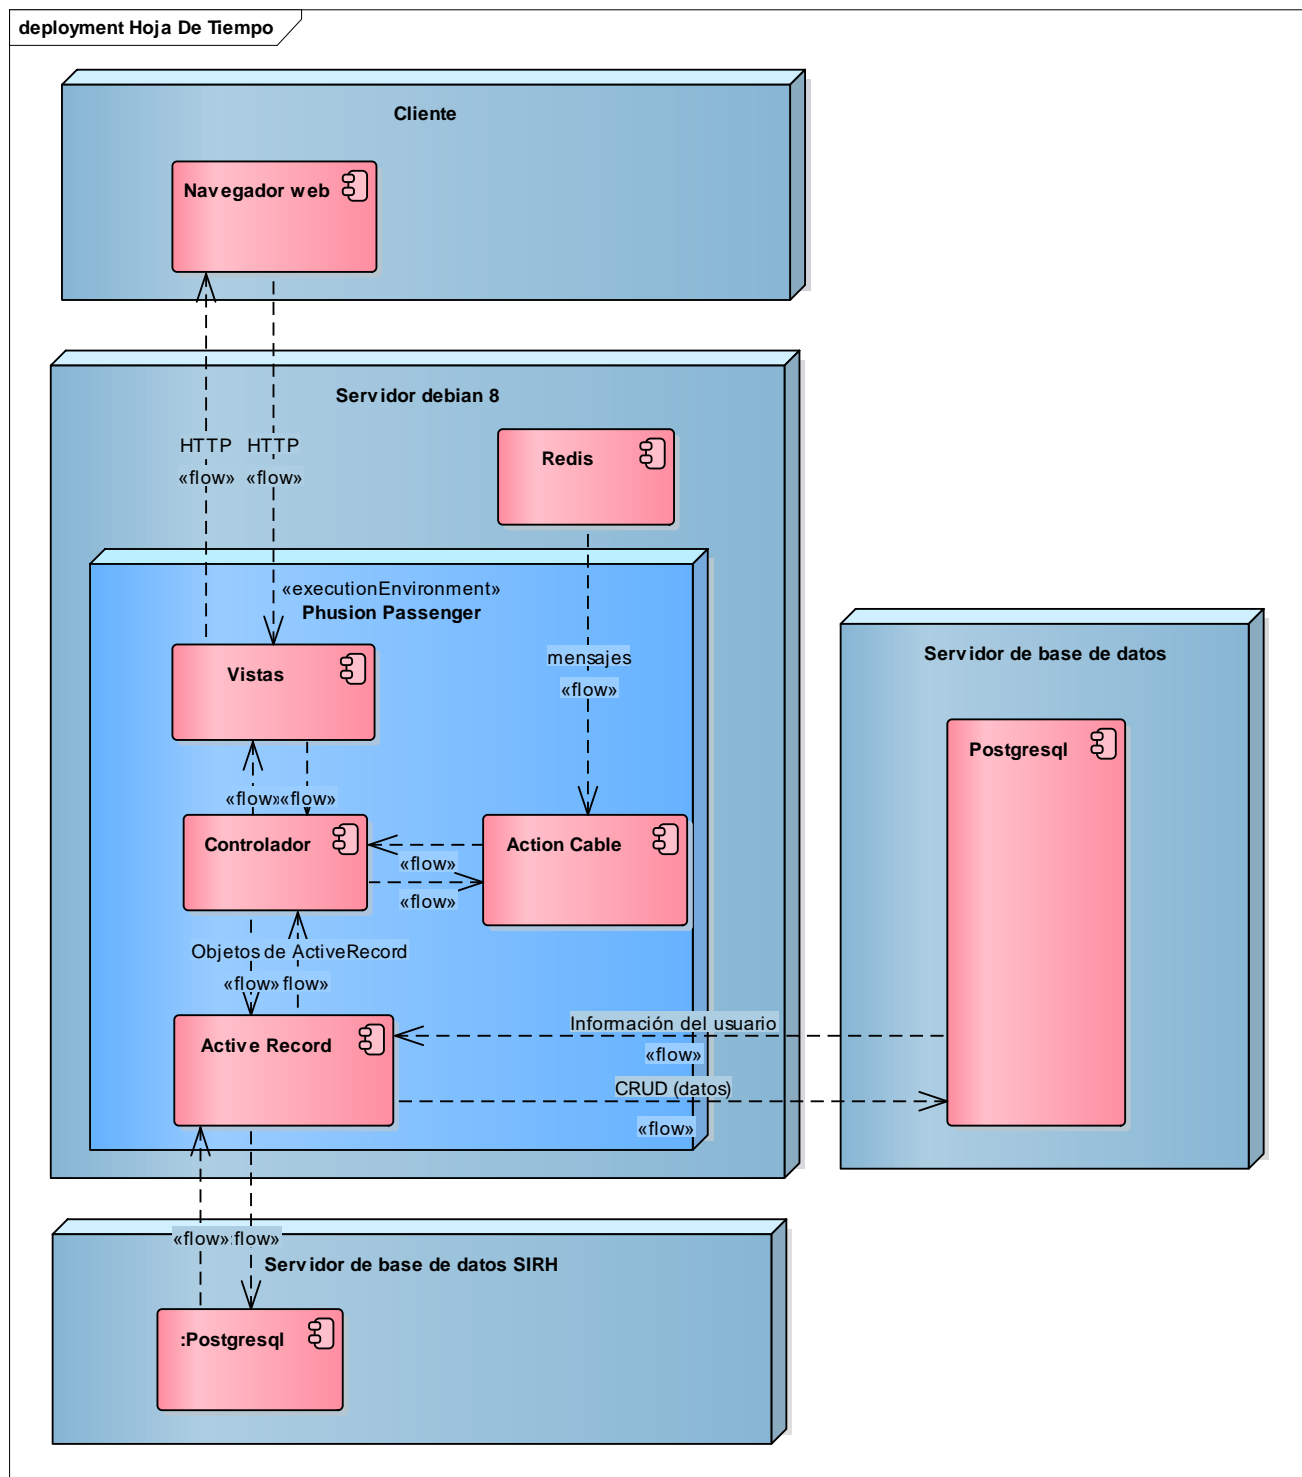 deployment Hoja De Tiempo
Cliente
Navegador web
HTTP
HTTP
«flow»
«flow»
Servidor debian 8
Redis
«executionEnvironment»
Phusion Passenger
Vistas
mensajes
«flow»
Servidor de base de datos
Postgresql
«flow»
«flow»
Controlador
Action Cable
«flow»
«flow»
Objetos de ActiveRecord
«flow»
flow»
Active Record
Información del usuario
«flow»
CRUD (datos)
«flow»
«flow»
flow»
Servidor de base de datos SIRH
:Postgresql